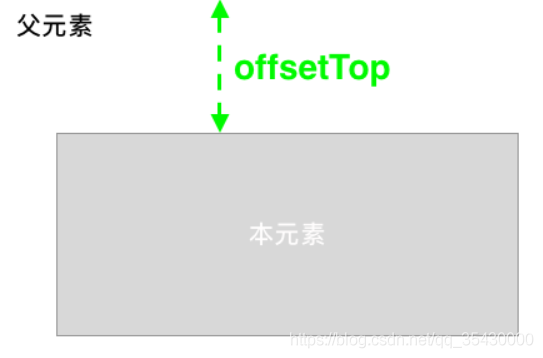 父元素
offsetTop
本元素
https://blog.csdn.net/qq_35430000